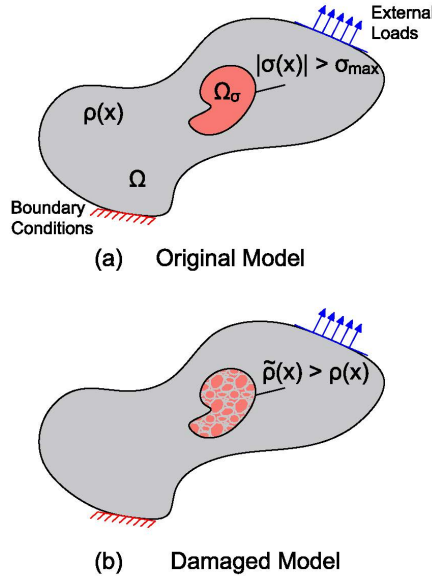 External
Loads
|σ(x)| > σmax
Ωσ
ρ(x)
Ω
Boundary
Conditions
(a) Original Model
ρ̃(x) > ρ(x)
(b) Damaged Model